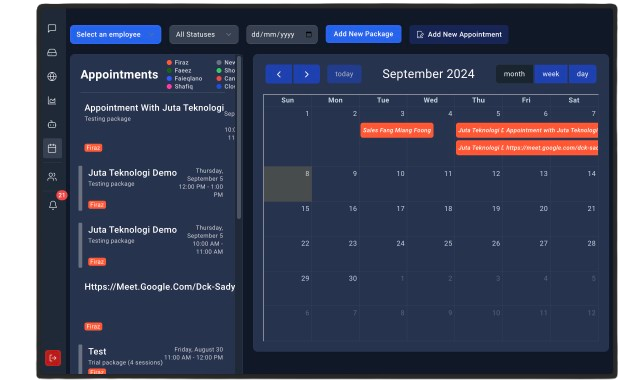 Select an employee
All Statuses
dd/mm/yyyy
Add New Package
Add New Appointment
Appointments
Firaz
Faeez
Faieqlano
Shafiq
New
Sho
Can
Clo
Appointment With Juta Teknologi
Testing package
Sep
10:0
11
Firaz
Juta Teknologi Demo
Testing package
Thursday,
September 5
12:00 PM - 1:00
PM
Firaz
Juta Teknologi Demo
Testing package
Thursday,
September 5
10:00 AM -
11:00 AM
Firaz
Https://Meet.Google.Com/Dck-Sady
Firaz
Test
Trial package (4 sessions)
Friday, August 30
11:00 AM - 12:00 PM
Firaz
21
today
September 2024
month
week
day
Sun Mon Tue Wed Thu Fri Sat
1 2 3 4 5 6 7
Sales Fang Miang Foong
Juta Teknologi D Appointment with Juta Teknologi
Juta Teknologi D https://meet.google.com/dck-sad
8 9 10 11 12 13 14
15 16 17 18 19 20 21
22 23 24 25 26 27 28
29 30 1 2 3 4 5
6 7 8 9 10 11 12